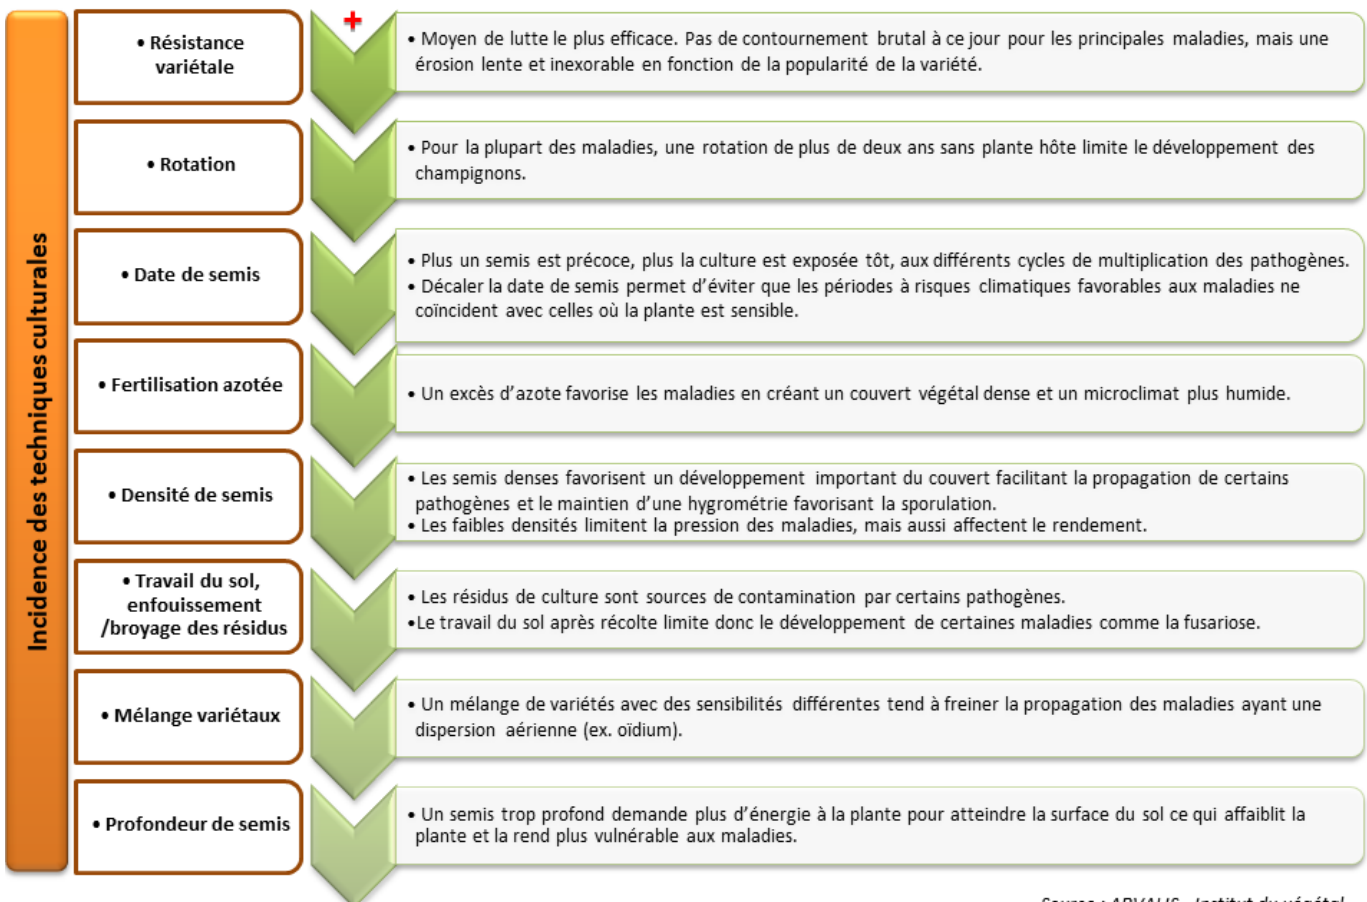 Incidence des techniques culturales
+
• Résistance
variétale
• Moyen de lutte le plus efficace. Pas de contournement brutal à ce jour pour les principales maladies, mais une
érosion lente et inexorable en fonction de la popularité de la variété.
• Rotation
• Pour la plupart des maladies, une rotation de plus de deux ans sans plante hôte limite le développement des
champignons.
• Date de semis
• Plus un semis est précoce, plus la culture est exposée tôt, aux différents cycles de multiplication des pathogènes.
• Décaler la date de semis permet d’éviter que les périodes à risques climatiques favorables aux maladies ne
coïncident avec celles où la plante est sensible.
• Fertilisation azotée
• Un excès d’azote favorise les maladies en créant un couvert végétal dense et un microclimat plus humide.
• Densité de semis
• Les semis denses favorisent un développement important du couvert facilitant la propagation de certains
pathogènes et le maintien d’une hygrométrie favorisant la sporulation.
• Les faibles densités limitent la pression des maladies, mais aussi affectent le rendement.
• Travail du sol,
enfouissement
/broyage des résidus
• Les résidus de culture sont sources de contamination par certains pathogènes.
•Le travail du sol après récolte limite donc le développement de certaines maladies comme la fusariose.
• Mélange variétaux
• Un mélange de variétés avec des sensibilités différentes tend à freiner la propagation des maladies ayant une
dispersion aérienne (ex. oïdium).
• Profondeur de semis
• Un semis trop profond demande plus d’énergie à la plante pour atteindre la surface du sol ce qui affaiblit la
plante et la rend plus vulnérable aux maladies.
Source : ARVALIS - Institut du végétal